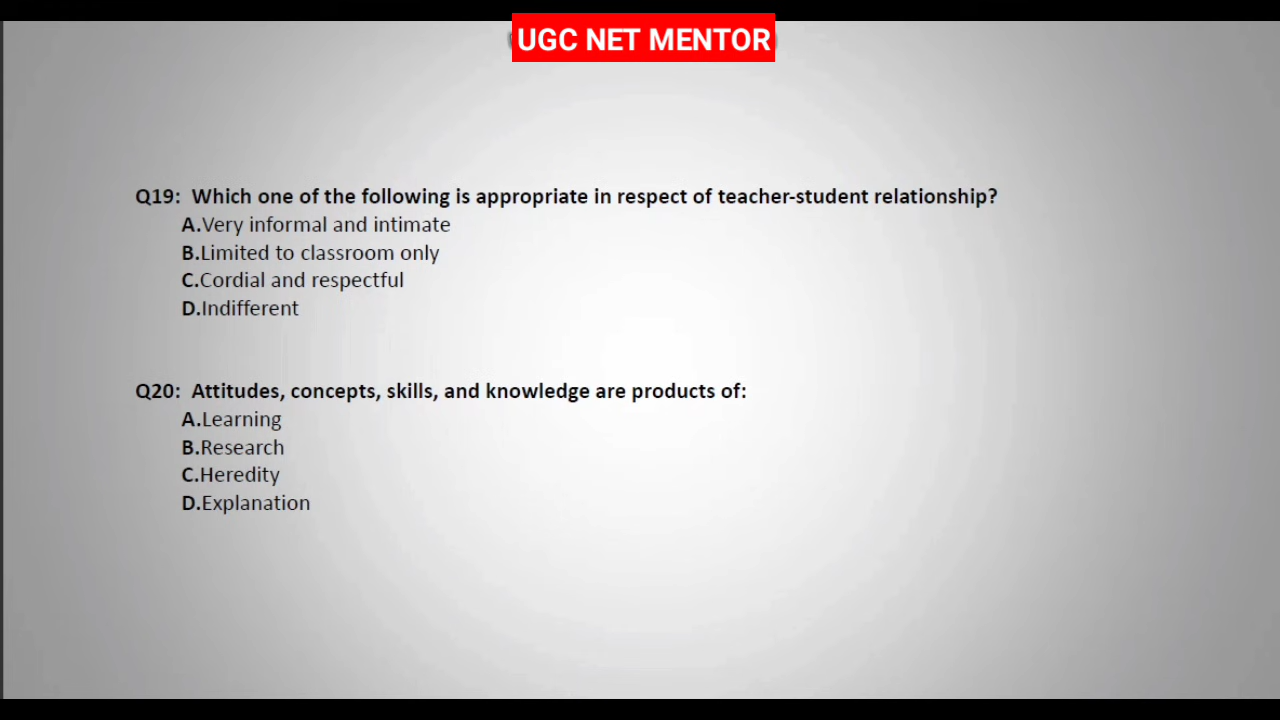 UGC NET MENTOR
Q19: Which one of the following is appropriate in respect of teacher-student relationship?
A.Very informal and intimate
B.Limited to classroom only
C.Cordial and respectful
D.Indifferent
Q20: Attitudes, concepts, skills, and knowledge are products of:
A.Learning
B.Research
C.Heredity
D.Explanation